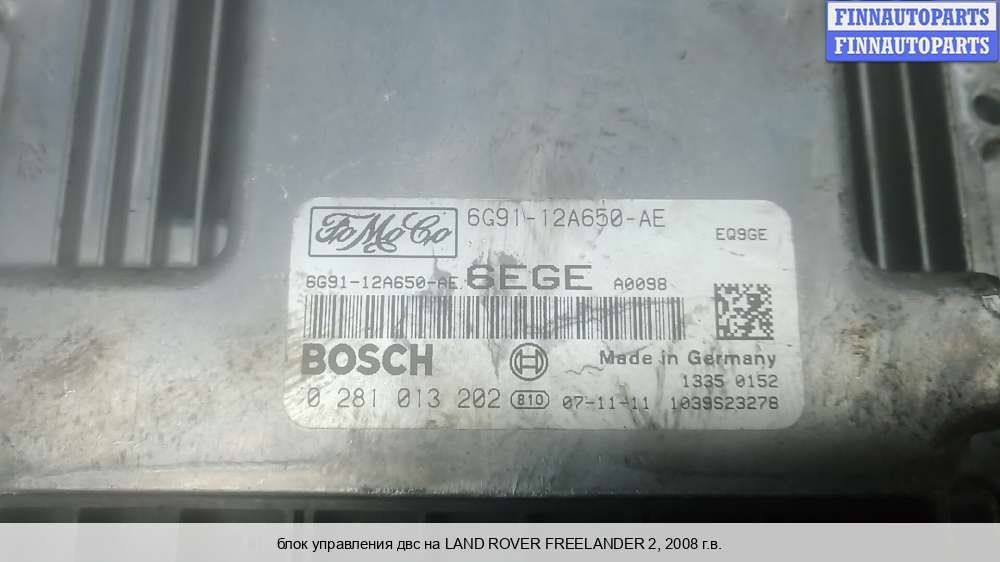 FINNAUTOPARTS
FINNAUTOPARTS
FoMoCo 6G91-12A650-AE
EQ9GE
6G91-12A650-AE 6EGE A0098
BOSCH Made in Germany
1335 0152
0 281 013 202 810 07-11-11 1039S23278
блок управления двс на LAND ROVER FREELANDER 2, 2008 г.в.